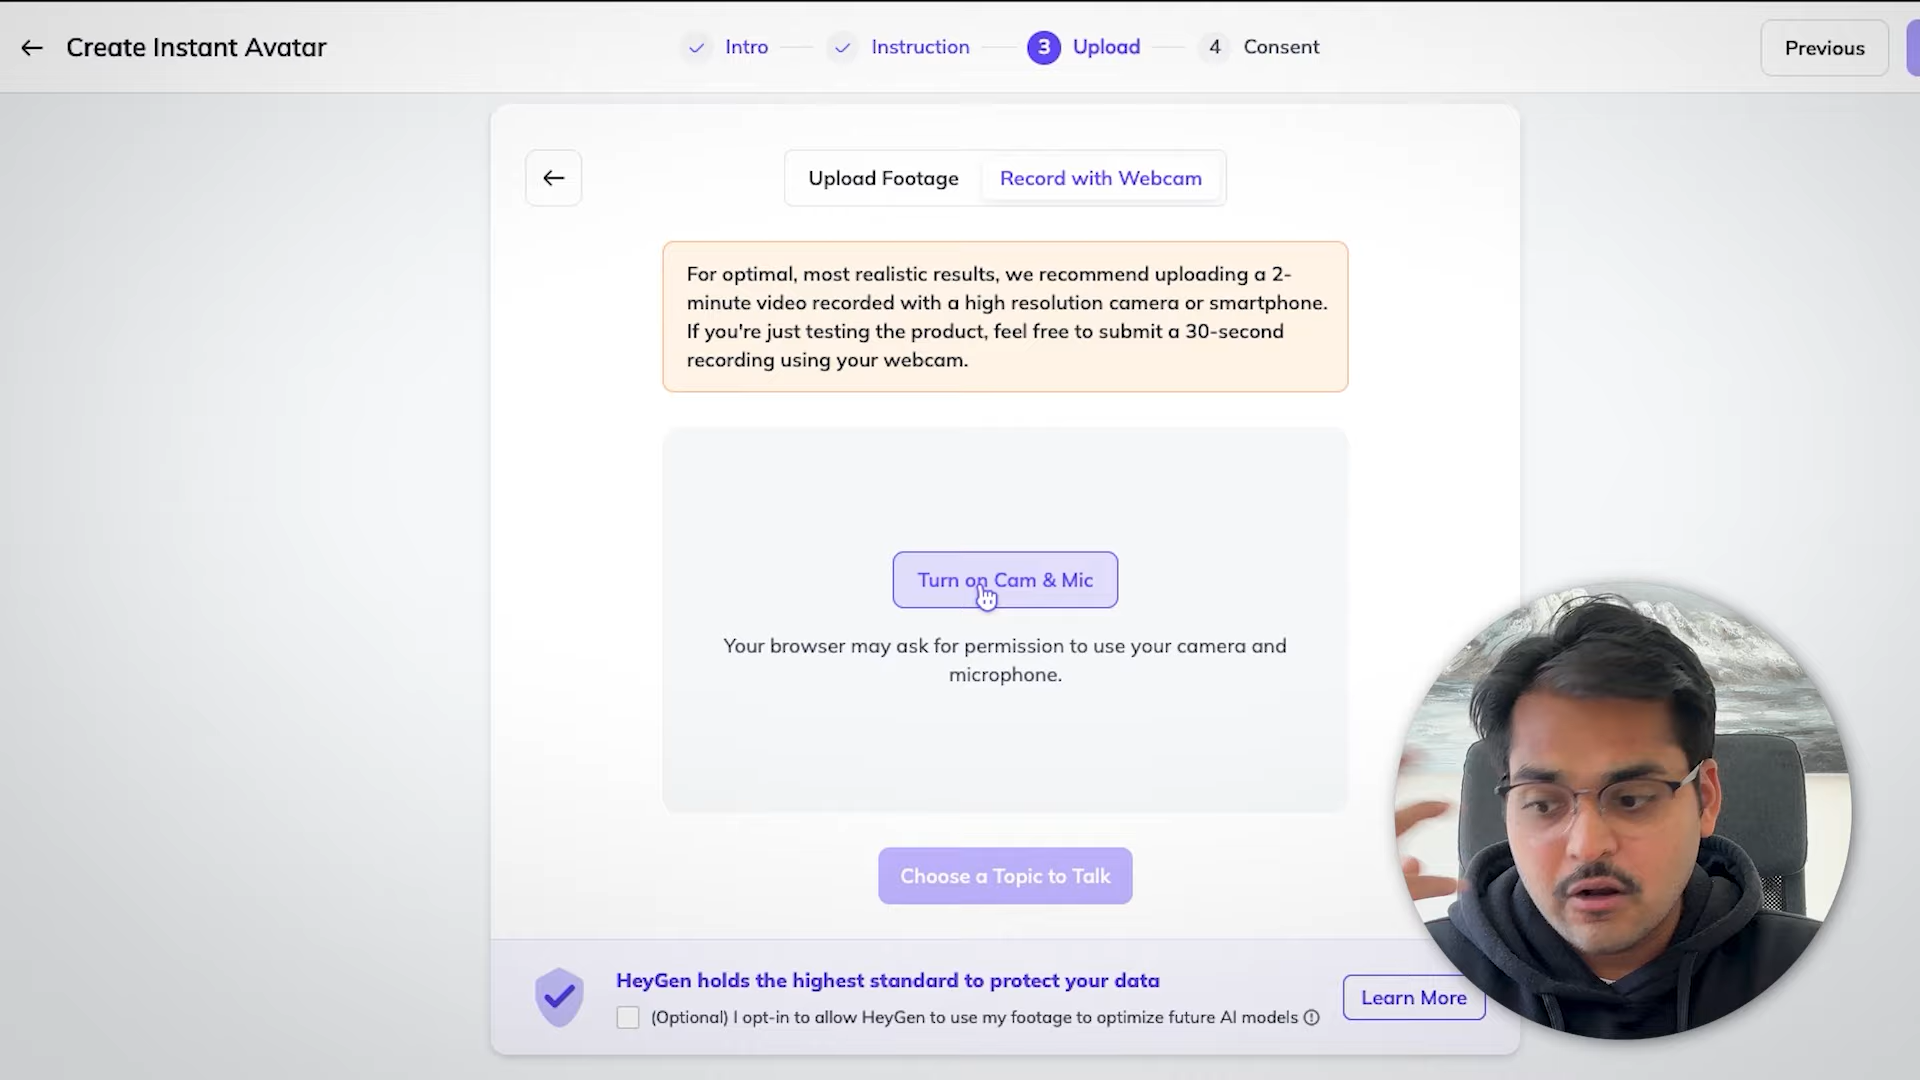 Create Instant Avatar
Intro
Instruction
3 Upload
4 Consent
Previous
Upload Footage
Record with Webcam
For optimal, most realistic results, we recommend uploading a 2-
minute video recorded with a high resolution camera or smartphone.
If you're just testing the product, feel free to submit a 30-second
recording using your webcam.
Turn on Cam & Mic
Your browser may ask for permission to use your camera and
microphone.
Choose a Topic to Talk
HeyGen holds the highest standard to protect your data
(Optional) I opt-in to allow HeyGen to use my footage to optimize future AI models
Learn More